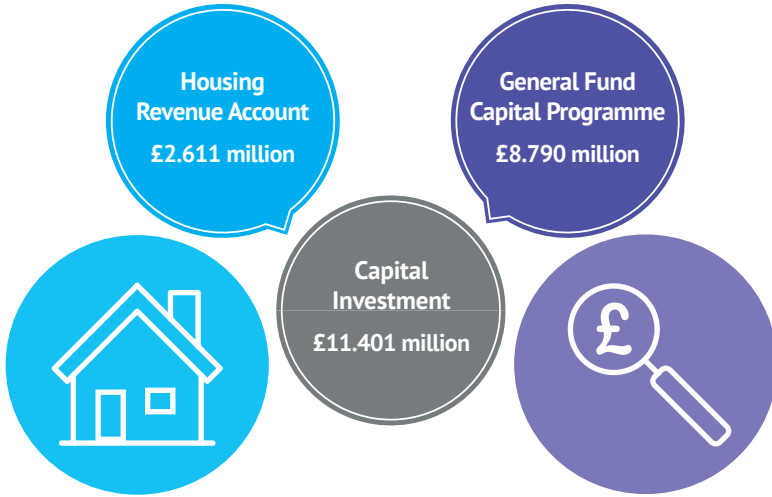 Housing
Revenue Account
£2.611 million
General Fund
Capital Programme
£8.790 million
Capital
Investment
£11.401 million
£